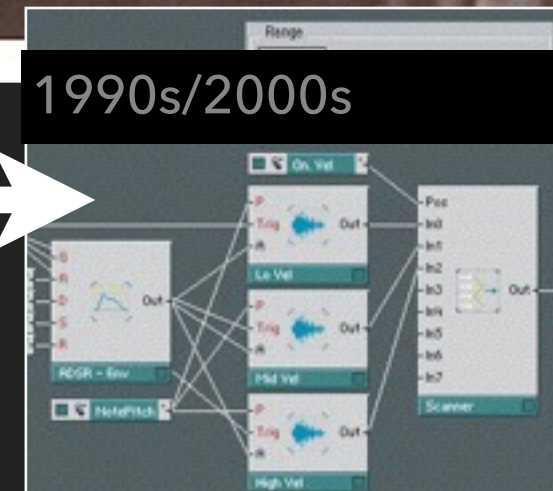 Range
1990s/2000s
On. Vel
P
Trig
A
Out
Lo Vel
P
Trig
A
Out
Mid Vel
P
Trig
A
Out
High Vel
G
A
D
S
R
Out
ADSR - Env
NotePitch
Pos
In0
In1
In2
In3
In4
In5
In6
In7
Out
Scanner